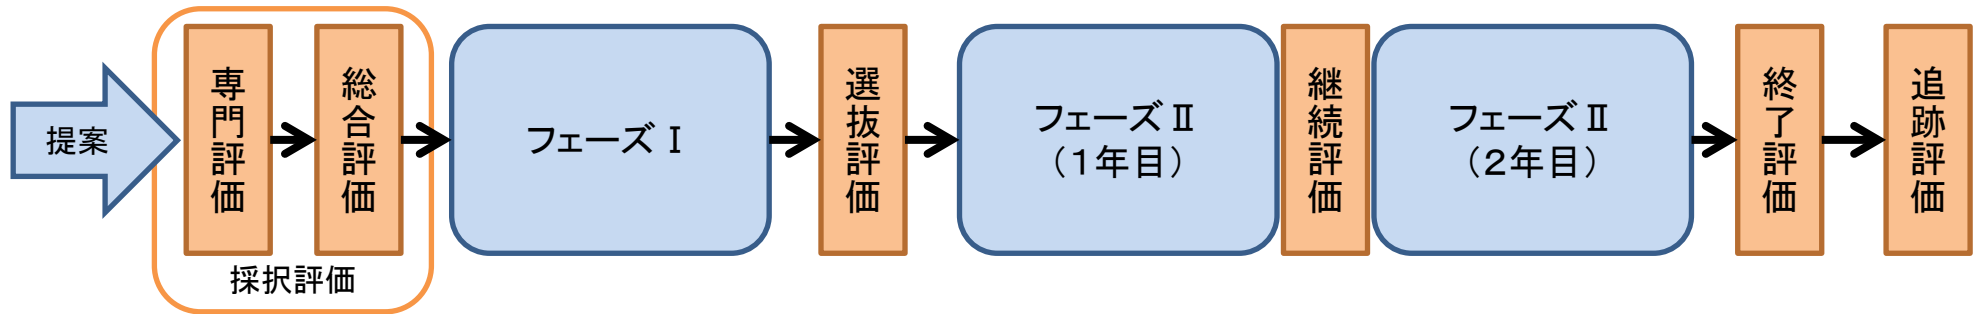 提案
専門評価
総合評価
採択評価
フェーズⅠ
選抜評価
フェーズⅡ
（１年目）
継続評価
フェーズⅡ
（２年目）
終了評価
追跡評価